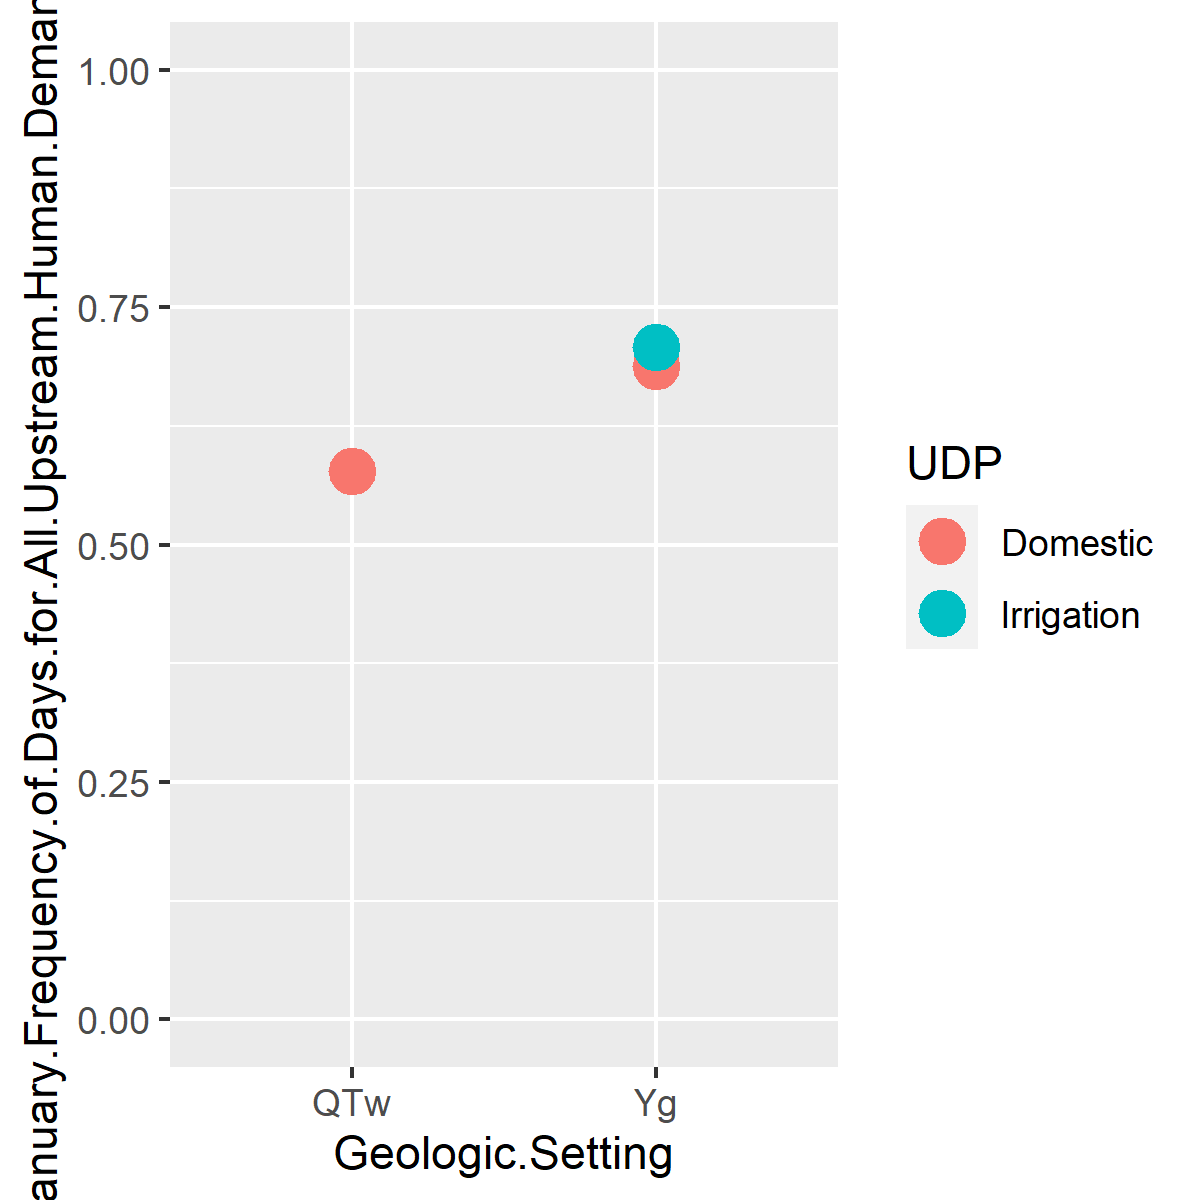 anuary.Frequency.of.Days.for.All.Upstream.Human.Deman
1.00
0.75
0.50
0.25
0.00
QTw
Yg
Geologic.Setting
UDP
Domestic
Irrigation